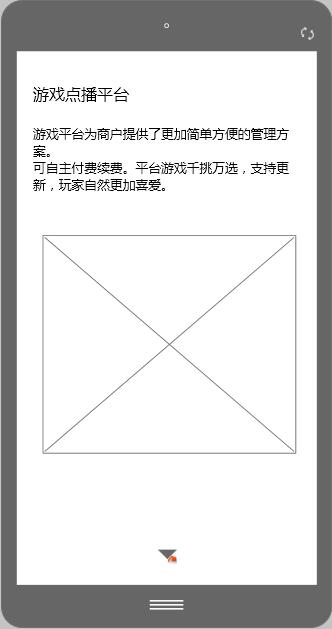 游戏点播平台
游戏平台为商户提供了更加简单方便的管理方
案。
可自主付费续费。平台游戏千挑万选，支持更
新，玩家自然更加喜爱。